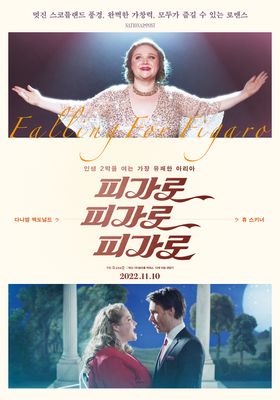 멋진 스코틀랜드 풍경, 완벽한 가창력, 모두가 즐길 수 있는 로맨스
NATIONAL POST
Falling For Figaro
인생 2막을 여는 가장 유쾌한 아리아
피가로
피가로
피가로
다니엘 맥도널드
휴 스키너
2022.11.10